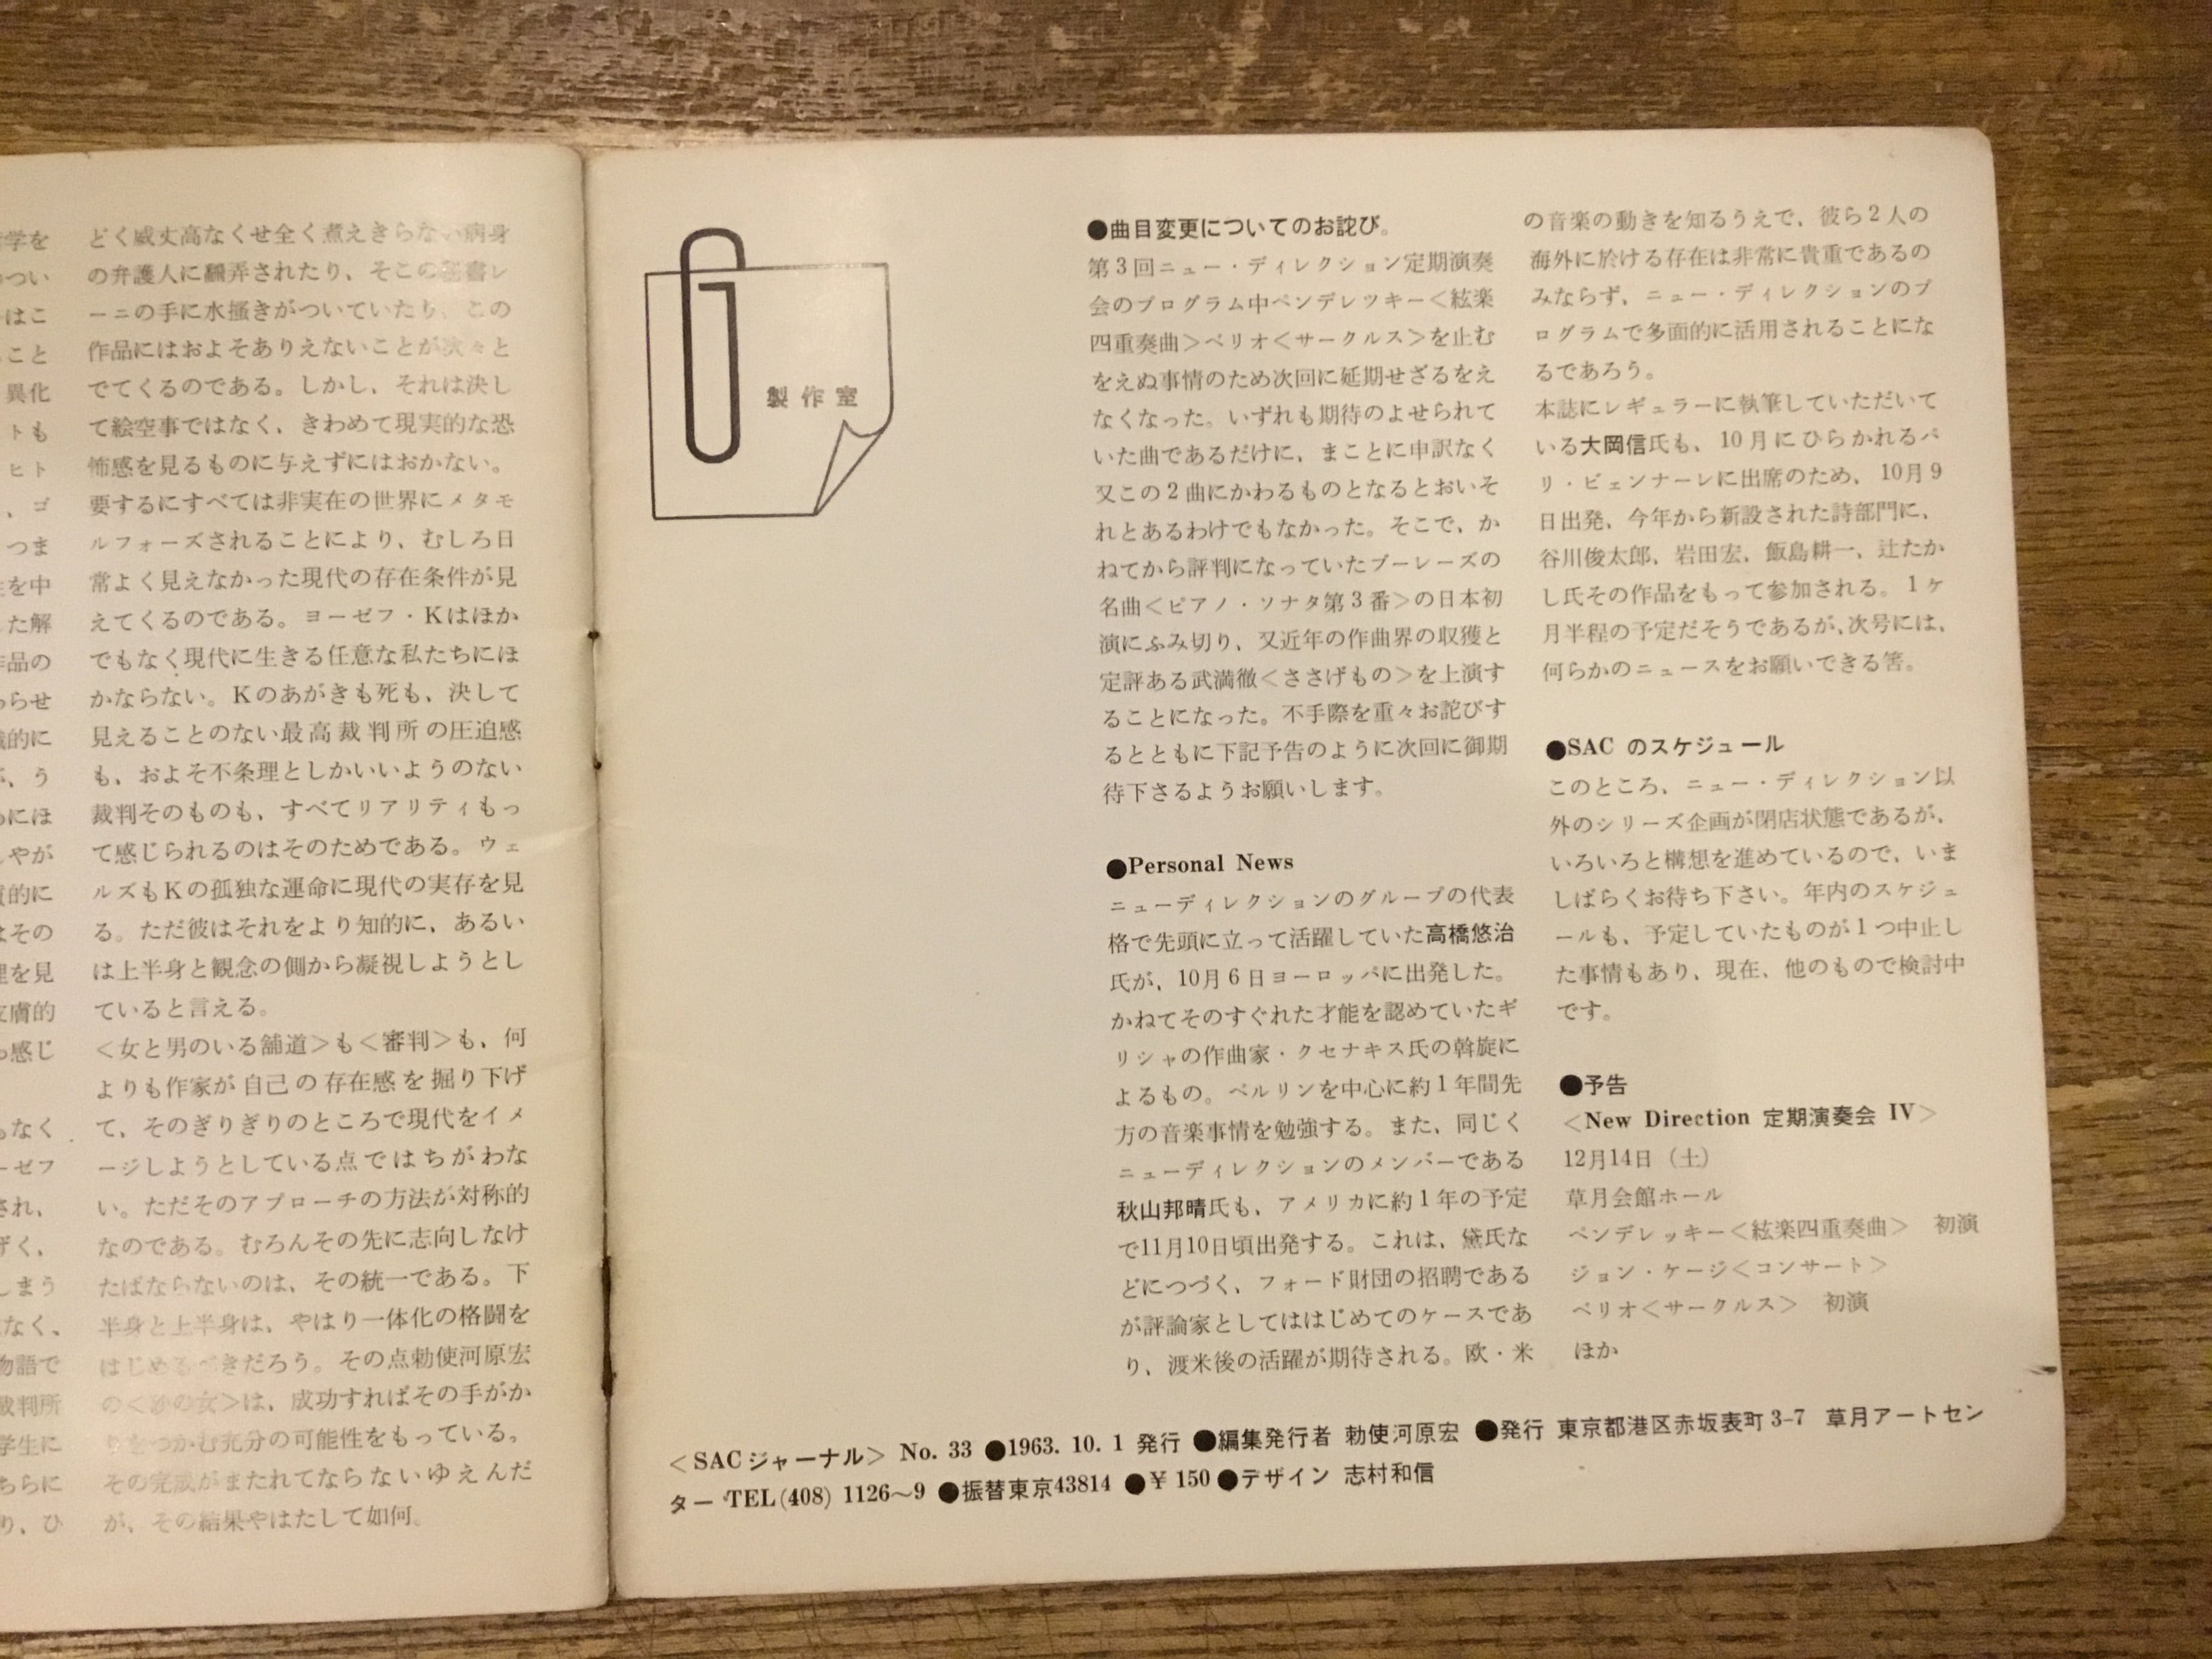 学を
つい
はこ
こと
異化
トも
ヒト
、ゴ
つま
を中
た解
品の
らせ
的に
、う
にほ
やが
的に
その
を見
膚的
感じ
なく
ーゼフ
され、
ずく、
しまう
なく、
物語で
裁判所
学生に
ちらに
り、ひ
どく威丈高なくせ全く煮えきらない病身
の弁護人に翻弄されたり、そこの秘書レ
ーニの手に水掻きがついていたり、この
作品にはおよそありえないことが次々と
でてくるのである。しかし、それは決し
て絵空事ではなく、きわめて現実的な恐
怖感を見るものに与えずにはおかない。
要するにすべては非実在の世界にメタモ
ルフォーズされることにより、むしろ日
常よく見えなかった現代の存在条件が見
えてくるのである。ヨーゼフ・Kはほか
でもなく現代に生きる任意な私たちにほ
かならない。Kのあがきも死も、決して
見えることのない最高裁判所の圧迫感
も、およそ不条理としかいいようのない
裁判そのものも、すべてリアリティもっ
て感じられるのはそのためである。ウェ
ルズもKの孤独な運命に現代の実存を見
る。ただ彼はそれをより知的に、あるい
は上半身と観念の側から凝視しようとし
ていると言える。
<女と男のいる舗道>も<審判>も、何
よりも作家が自己の存在感を掘り下げ
て、そのぎりぎりのところで現代をイメ
ージしようとしている点ではちがわな
い。ただそのアプローチの方法が対称的
なのである。むろんその先に志向しなけ
たばならないのは、その統一である。下
半身と上半身は、やはり一体化の格闘を
はじめるべきだろう。その点勅使河原宏
の<砂の女>は、成功すればその手がか
りをつかむ充分の可能性をもっている。
その完成がまたれてならないゆえんだ
が、その結果やはたして如何。
製作室
●曲目変更についてのお詫び。
第3回ニュー・ディレクション定期演奏
会のプログラム中ペンデレツキー<絃楽
四重奏曲>ベリオ<サークルス>を止む
をえぬ事情のため次回に延期せざるをえ
なくなった。いずれも期待のよせられて
いた曲であるだけに、まことに申訳なく
又この2曲にかわるものとなるとおいそ
れとあるわけでもなかった。そこで、か
ねてから評判になっていたブーレーズの
名曲<ピアノ・ソナタ第3番>の日本初
演にふみ切り、又近年の作曲界の収獲と
定評ある武満徹<ささげもの>を上演す
ることになった。不手際を重々お詫びす
るとともに下記予告のように次回に御期
待下さるようお願いします。
●Personal News
ニューディレクションのグループの代表
格で先頭に立って活躍していた高橋悠治
氏が、10月6日ヨーロッパに出発した。
かねてそのすぐれた才能を認めていたギ
リシャの作曲家・クセナキス氏の斡旋に
よるもの。ベルリンを中心に約1年間先
方の音楽事情を勉強する。また、同じく
ニューディレクションのメンバーである
秋山邦晴氏も、アメリカに約1年の予定
で11月10日頃出発する。これは、黛氏な
どにつづく、フォード財団の招聘である
が評論家としてははじめてのケースであ
り、渡米後の活躍が期待される。欧・米
の音楽の動きを知るうえで、彼ら2人の
海外に於ける存在は非常に貴重であるの
みならず、ニュー・ディレクションのプ
ログラムで多面的に活用されることにな
るであろう。
本誌にレギュラーに執筆していただいて
いる大岡信氏も、10月にひらかれるパ
リ・ビェンナーレに出席のため、10月9
日出発、今年から新設された詩部門に、
谷川俊太郎、岩田宏、飯島耕一、辻たか
し氏その作品をもって参加される。1ヶ
月半程の予定だそうであるが、次号には、
何らかのニュースをお願いできる筈。
●SAC のスケジュール
このところ、ニュー・ディレクション以
外のシリーズ企画が閉店状態であるが、
いろいろと構想を進めているので、いま
しばらくお待ち下さい。年内のスケジュ
ールも、予定していたものが1つ中止し
た事情もあり、現在、他のもので検討中
です。
●予告
<New Direction 定期演奏会 IV>
12月14日（土）
草月会館ホール
ペンデレッキー<絃楽四重奏曲> 初演
ジョン・ケージ<コンサート>
ベリオ<サークルス> 初演
ほか
<SACジャーナル> No. 33 ●1963. 10. 1 発行 ●編集発行者 勅使河原宏 ●発行 東京都港区赤坂表町3-7 草月アートセン
ター TEL(408) 1126〜9 ●振替東京43814 ●¥ 150 ●デザイン 志村和信